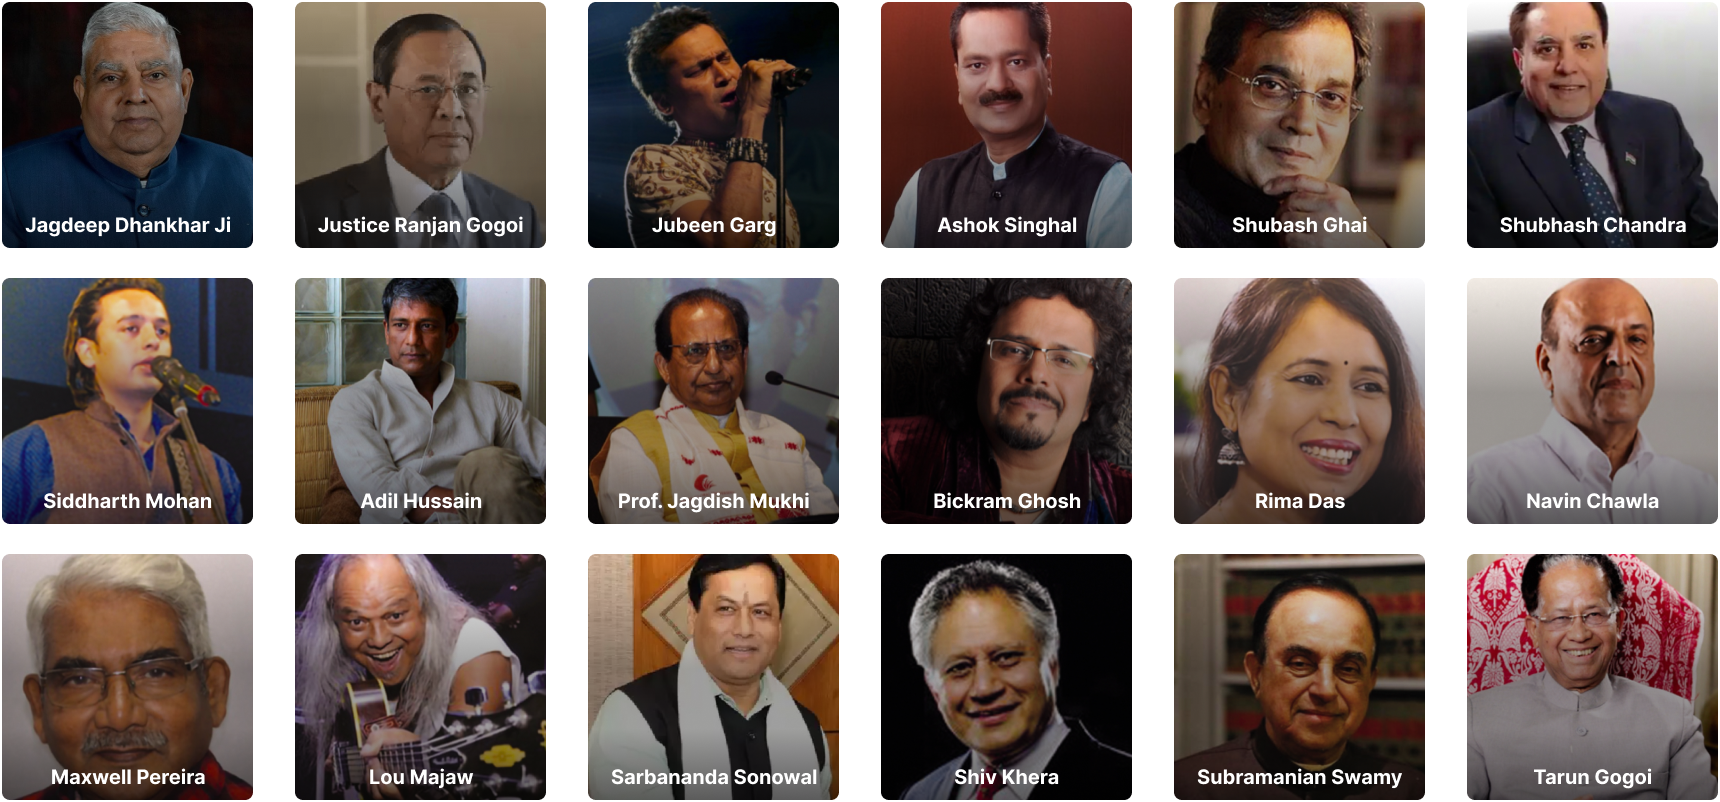 Jagdeep Dhankhar Ji
Justice Ranjan Gogoi
Jubeen Garg
Ashok Singhal
Shubash Ghai
Shubhash Chandra
Siddharth Mohan
Adil Hussain
Prof. Jagdish Mukhi
Bickram Ghosh
Rima Das
Navin Chawla
Maxwell Pereira
Lou Majaw
Sarbananda Sonowal
Shiv Khera
Subramanian Swamy
Tarun Gogoi